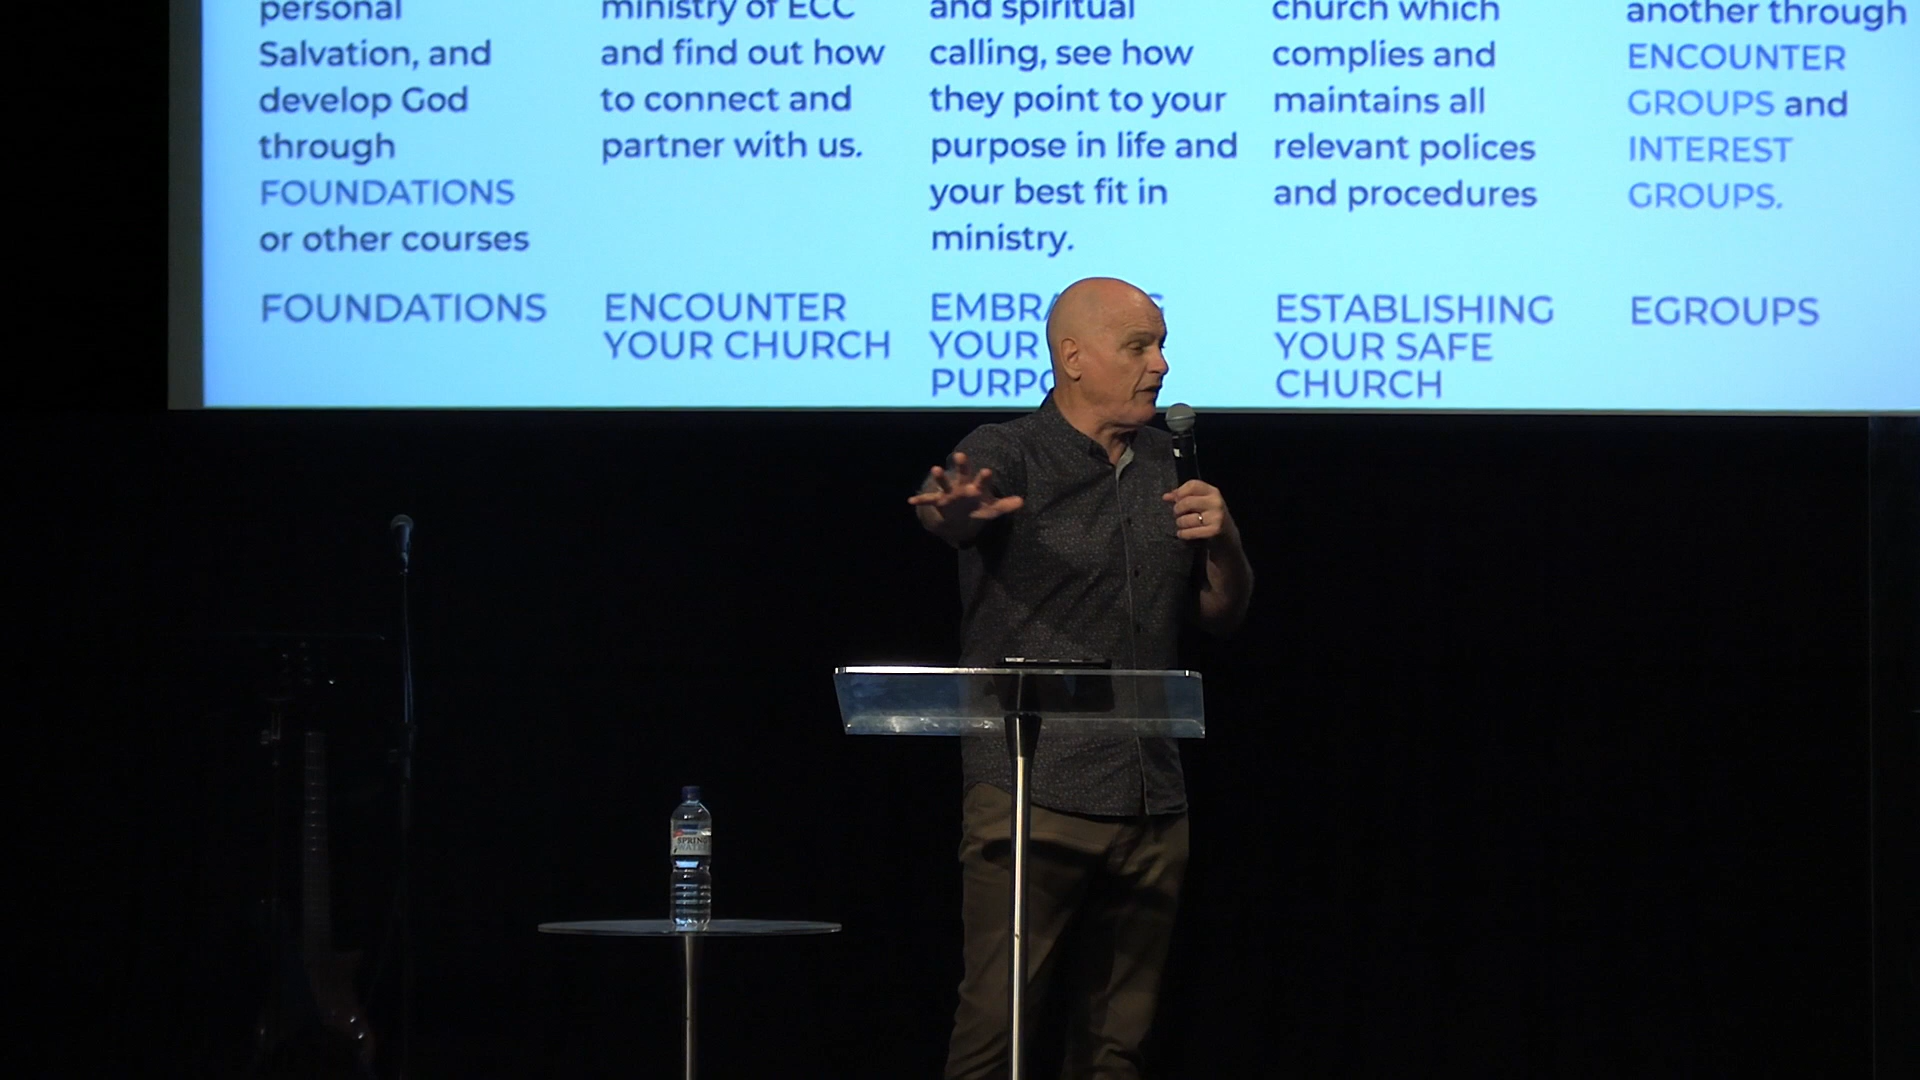 personal
Salvation, and
develop God
through
FOUNDATIONS
or other courses
FOUNDATIONS
ministry of ECC
and find out how
to connect and
partner with us.
ENCOUNTER
YOUR CHURCH
and spiritual
calling, see how
they point to your
purpose in life and
your best fit in
ministry.
YOUR
church which
complies and
maintains all
relevant polices
and procedures
ESTABLISHING
YOUR SAFE
CHURCH
another through
ENCOUNTER
GROUPS and
INTEREST
GROUPS.
EGROUPS
SPRING
WATER